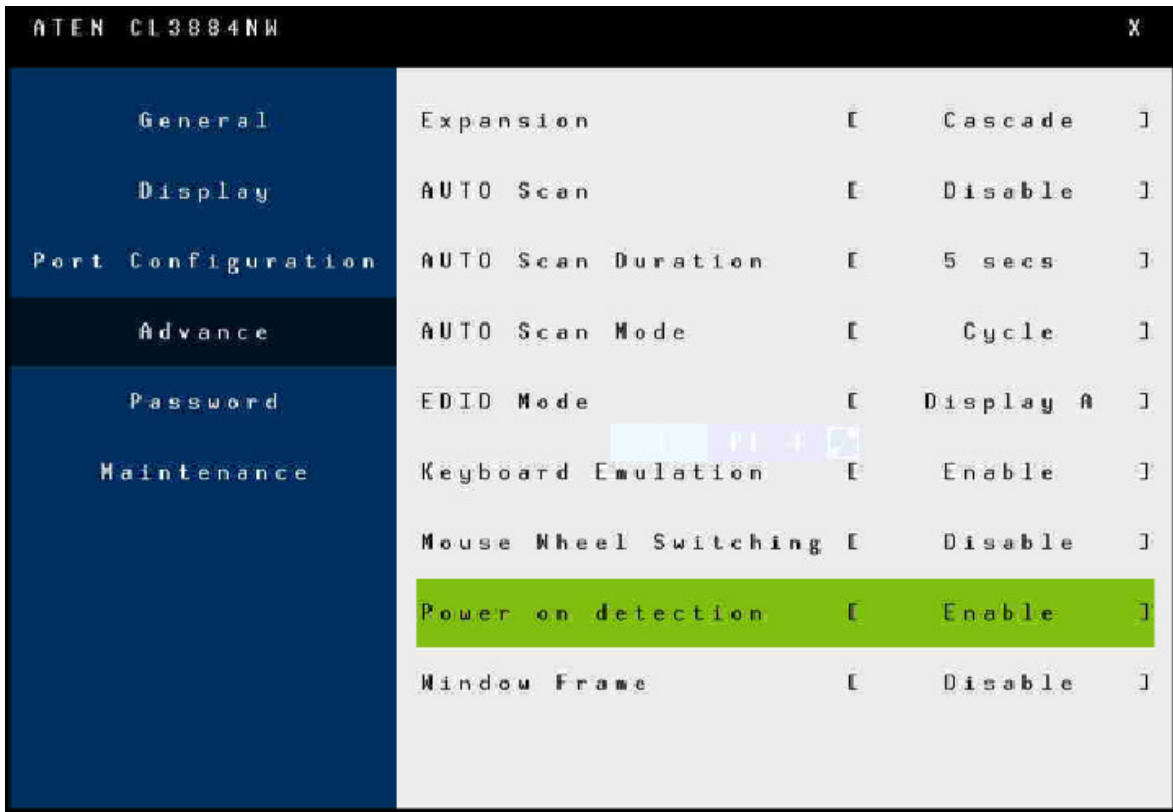 ATEN CL3884NW X
General
Display
Port Configuration
Advance
Password
Maintenance
Expansion [ Cascade ]
AUTO Scan [ Disable ]
AUTO Scan Duration [ 5 secs ]
AUTO Scan Mode [ Cycle ]
EDID Mode [ Display A ]
Keyboard Emulation [ Enable ]
Mouse Wheel Switching [ Disable ]
Power on detection [ Enable ]
Window Frame [ Disable ]